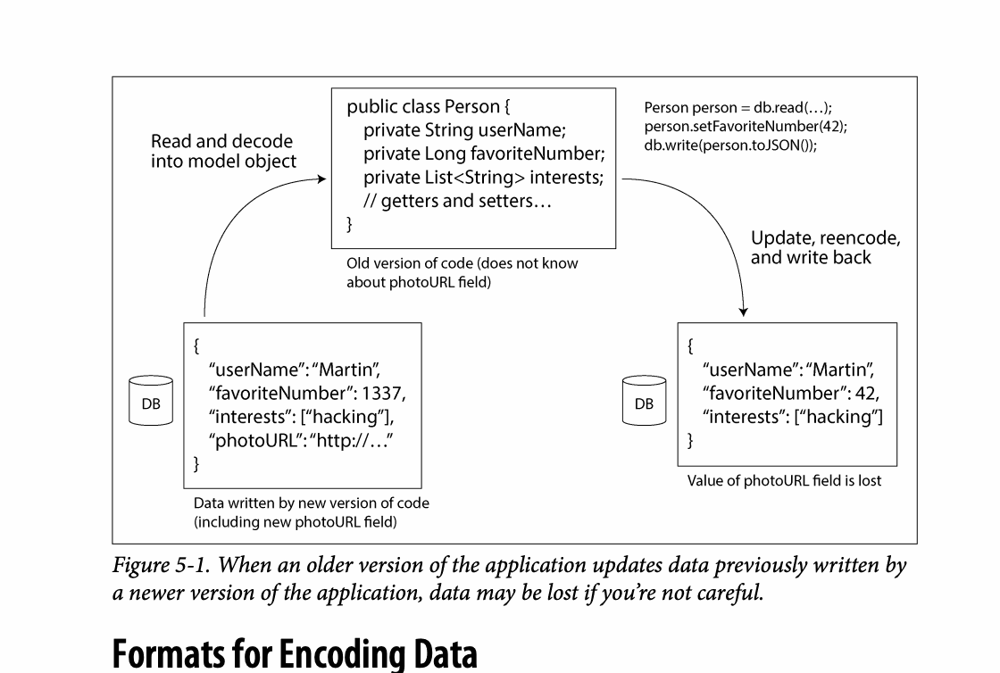 public class Person {
private String userName;
private Long favoriteNumber;
private List<String> interests;
// getters and setters…
}
Person person = db.read(…);
person.setFavoriteNumber(42);
db.write(person.toJSON());
Read and decode
into model object
Update, reencode,
and write back
Old version of code (does not know
about photoURL field)
DB
{
“userName”: “Martin”,
“favoriteNumber”: 1337,
“interests”: [“hacking”],
“photoURL”: “http://…”
}
Data written by new version of code
(including new photoURL field)
DB
{
“userName”: “Martin”,
“favoriteNumber”: 42,
“interests”: [“hacking”]
}
Value of photoURL field is lost
Figure 5-1. When an older version of the application updates data previously written by
a newer version of the application, data may be lost if you’re not careful.
Formats for Encoding Data